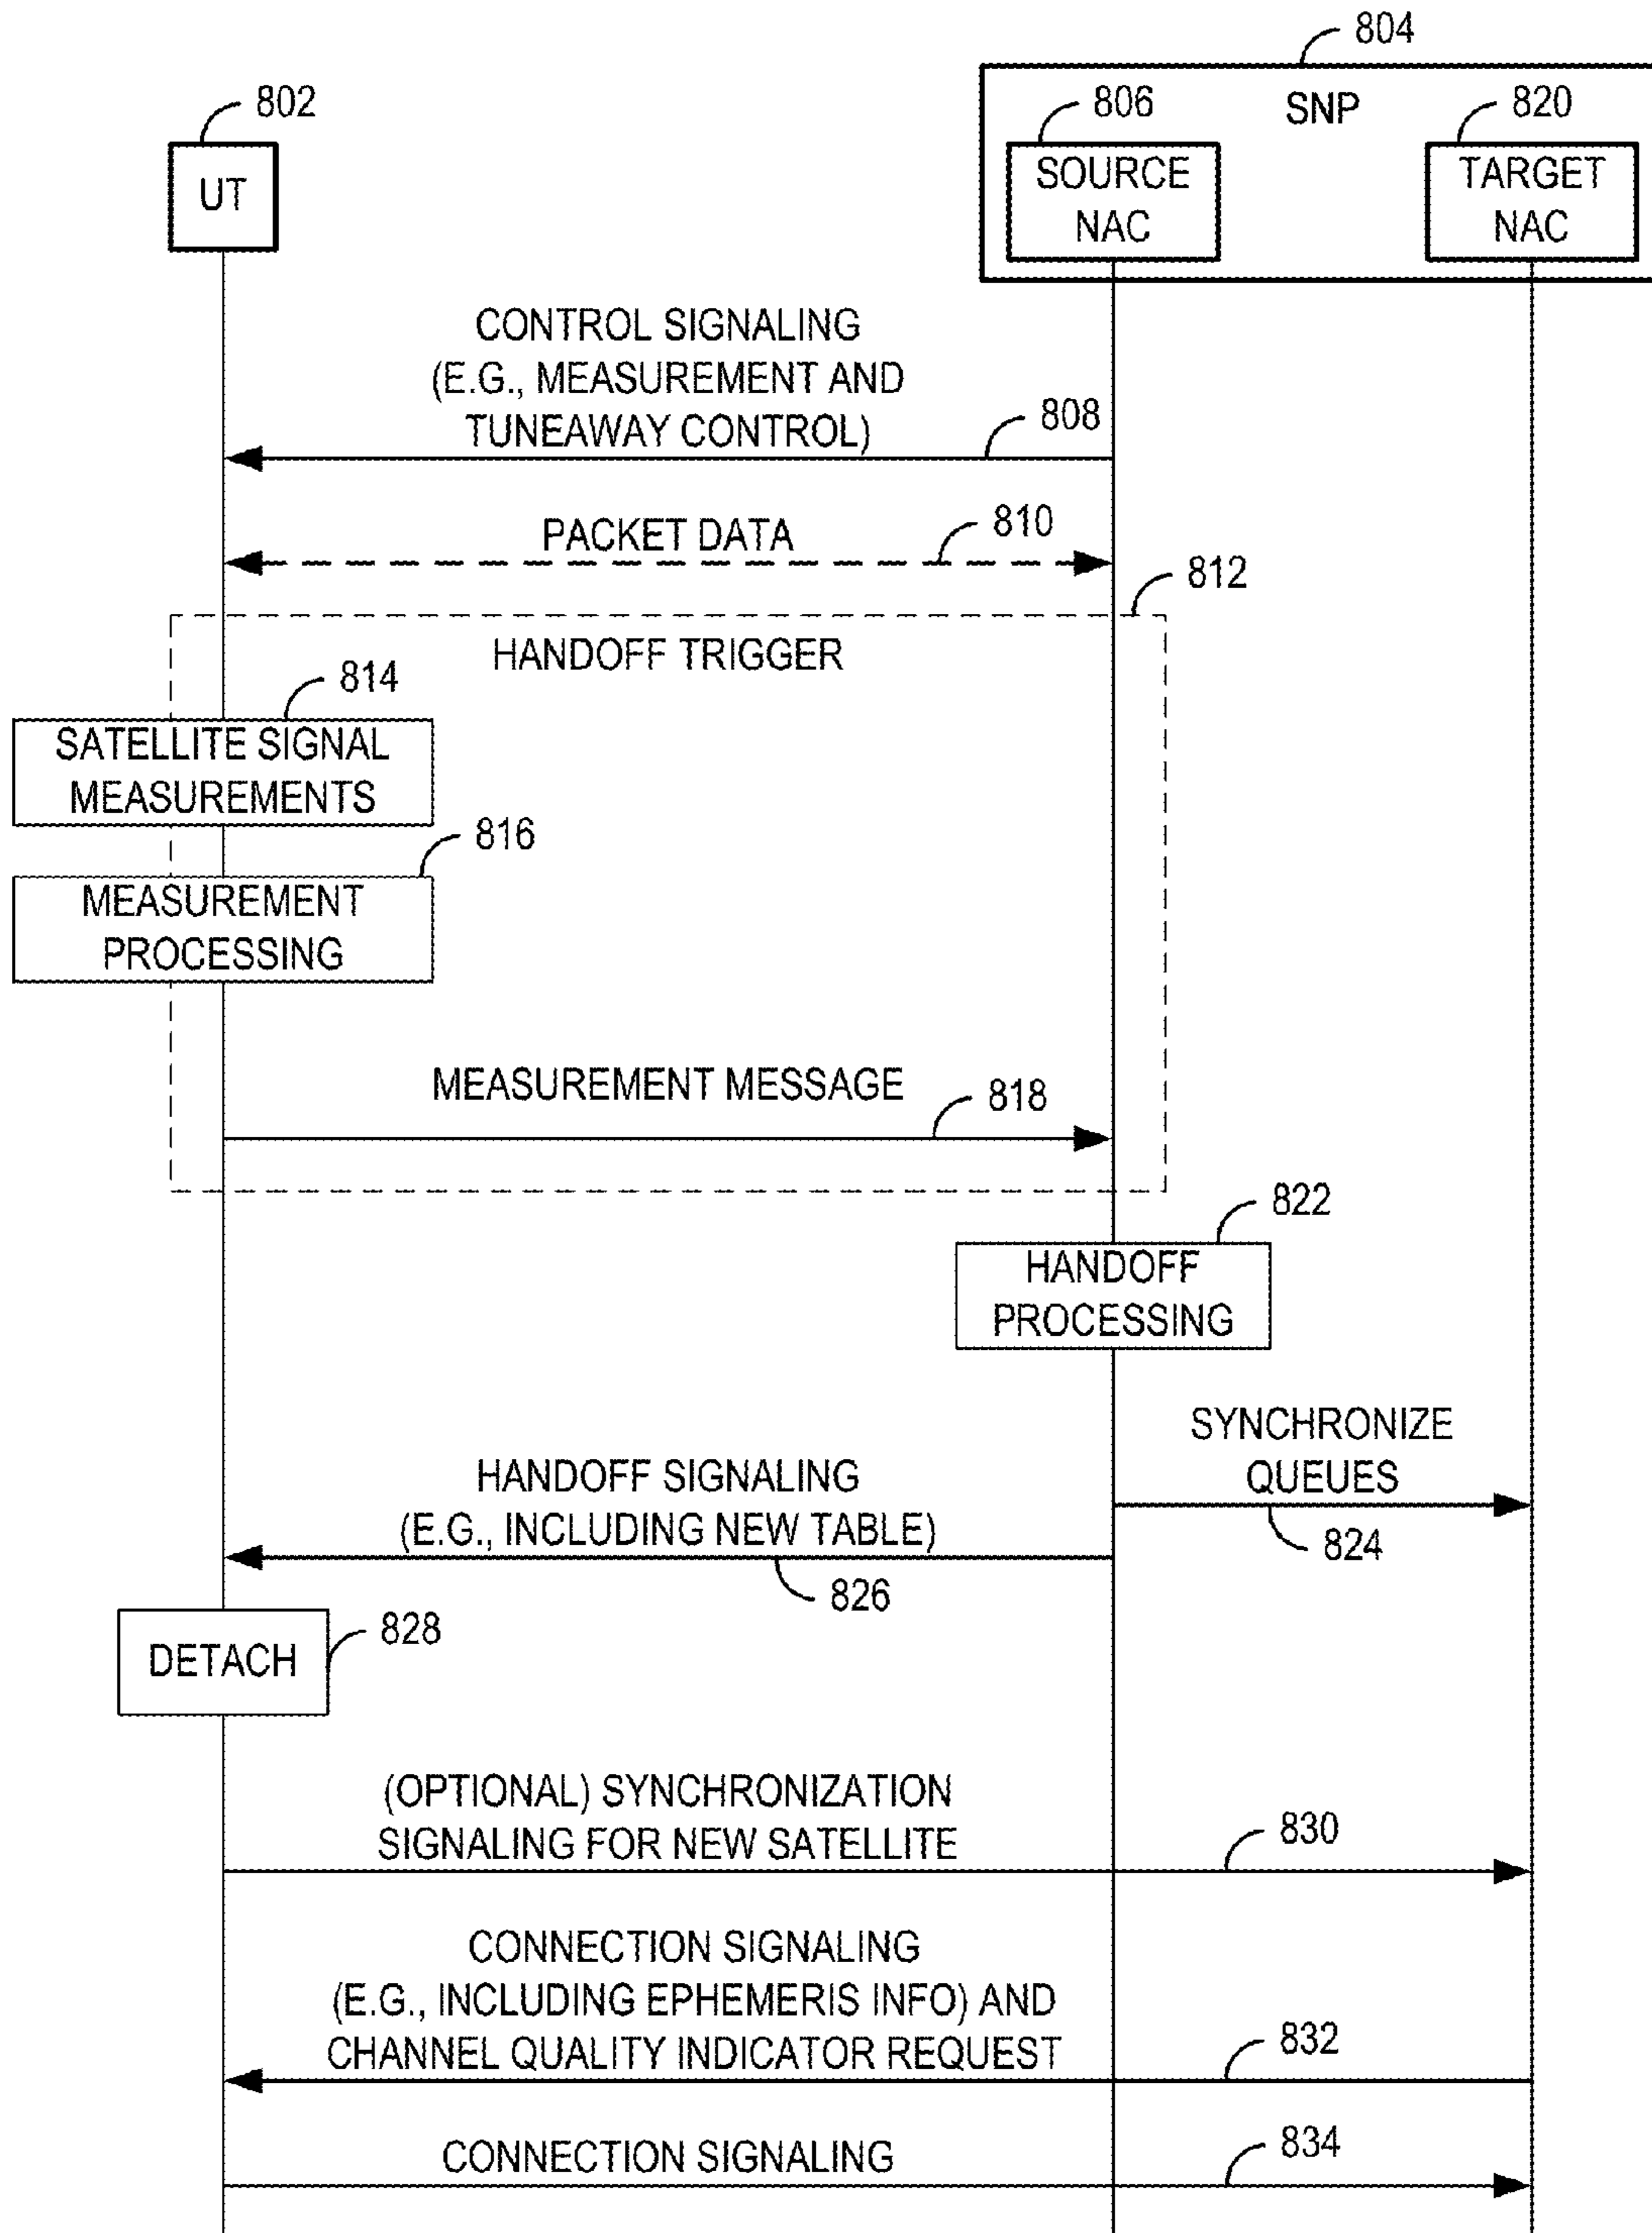 804
802
806
SNP
820
UT
SOURCE
NAC
TARGET
NAC
CONTROL SIGNALING
(E.G., MEASUREMENT AND
TUNEAWAY CONTROL)
808
PACKET DATA
810
812
HANDOFF TRIGGER
814
SATELLITE SIGNAL
MEASUREMENTS
816
MEASUREMENT
PROCESSING
MEASUREMENT MESSAGE
818
822
HANDOFF
PROCESSING
SYNCHRONIZE
QUEUES
824
HANDOFF SIGNALING
(E.G., INCLUDING NEW TABLE)
826
828
DETACH
(OPTIONAL) SYNCHRONIZATION
SIGNALING FOR NEW SATELLITE
830
CONNECTION SIGNALING
(E.G., INCLUDING EPHEMERIS INFO) AND
CHANNEL QUALITY INDICATOR REQUEST
832
CONNECTION SIGNALING
834